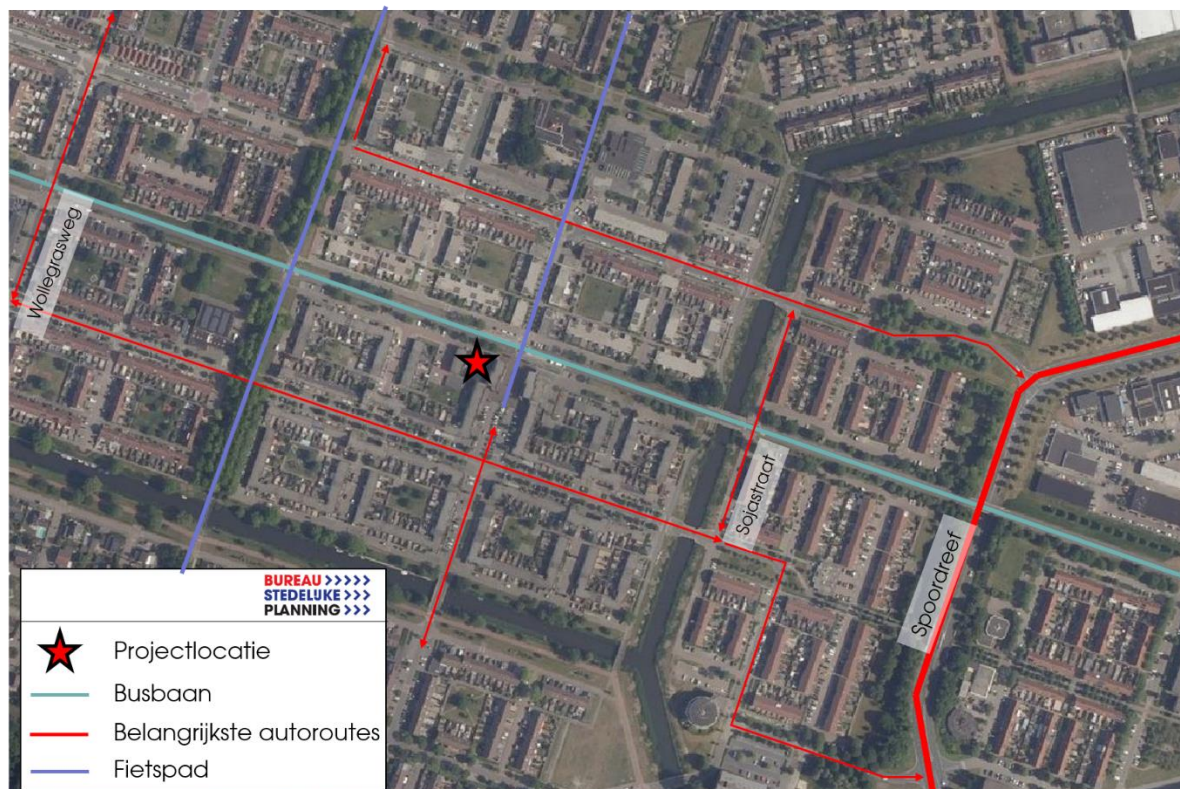 Wollegrasweg
Sojastraat
Spoordreef
BUREAU >>>>>
STEDELIJKE >>>>
PLANNING >>>
Projectlocatie
Busbaan
Belangrijkste autoroutes
Fietspad